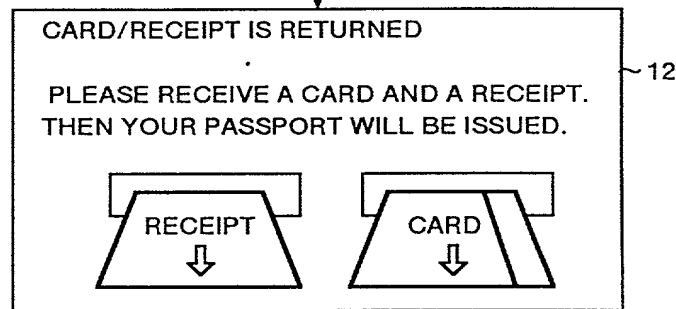 CARD/RECEIPT IS RETURNED
12
PLEASE RECEIVE A CARD AND A RECEIPT.
THEN YOUR PASSPORT WILL BE ISSUED.
RECEIPT CARD